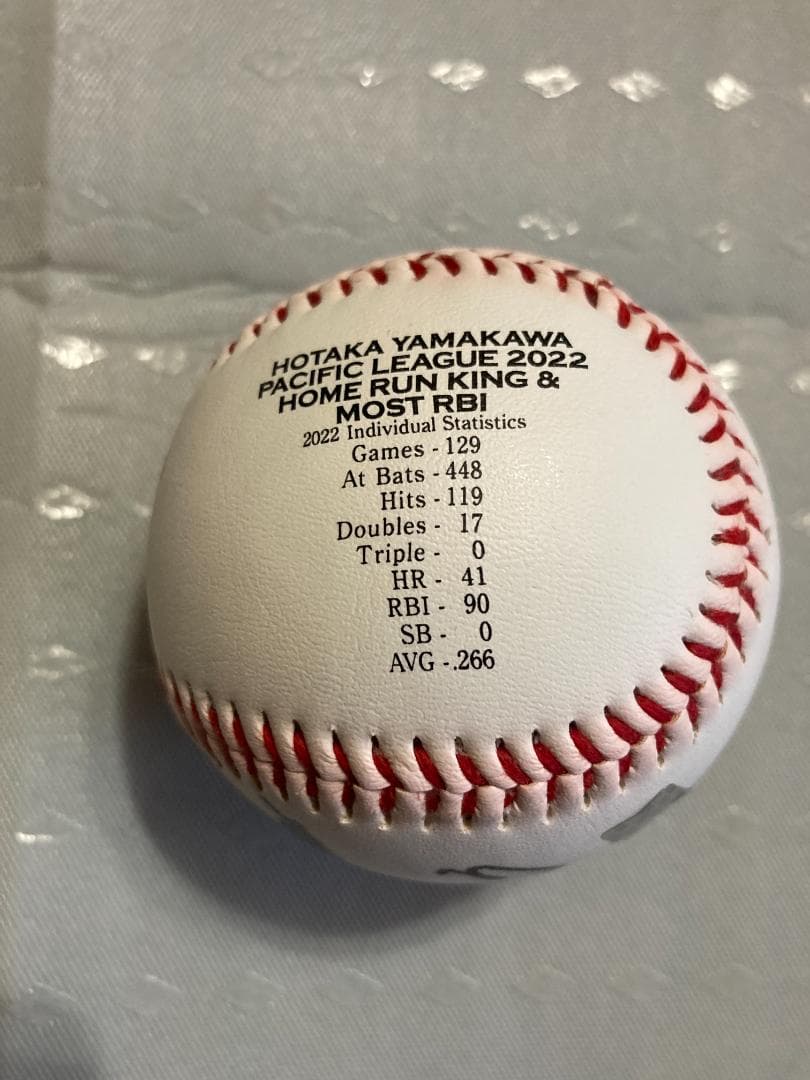 HOTAKA YAMAKAWA
PACIFIC LEAGUE 2022
HOME RUN KING &
MOST RBI
2022 Individual Statistics
Games - 129
At Bats - 448
Hits - 119
Doubles - 17
Triple - 0
HR - 41
RBI - 90
SB - 0
AVG -.266